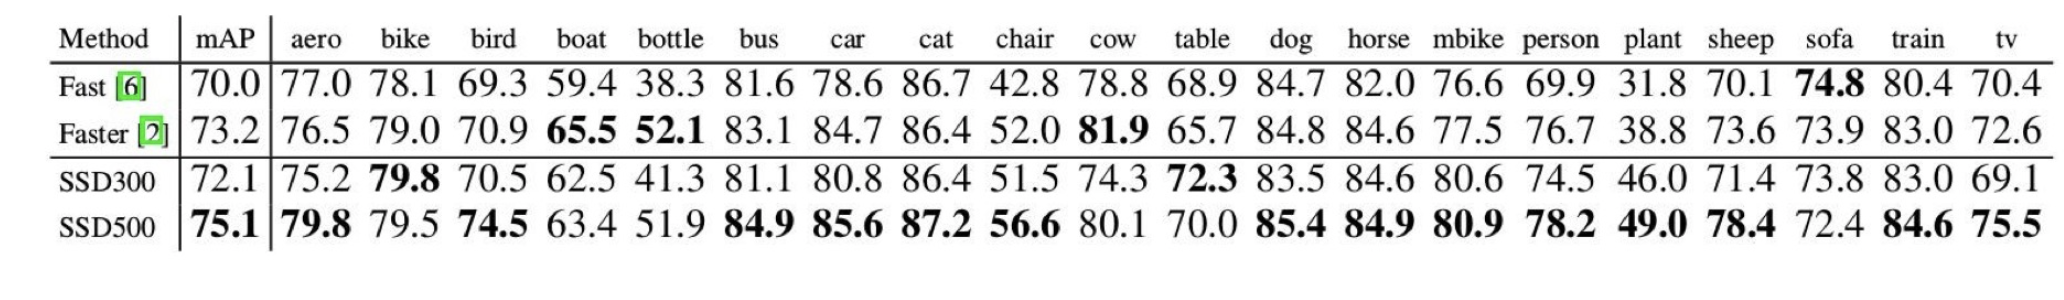 Method mAP aero bike bird boat bottle bus car cat chair cow table dog horse mbike person plant sheep sofa train tv
Fast [6] 70.0 77.0 78.1 69.3 59.4 38.3 81.6 78.6 86.7 42.8 78.8 68.9 84.7 82.0 76.6 69.9 31.8 70.1 74.8 80.4 70.4
Faster [2] 73.2 76.5 79.0 70.9 65.5 52.1 83.1 84.7 86.4 52.0 81.9 65.7 84.8 84.6 77.5 76.7 38.8 73.6 73.9 83.0 72.6
SSD300 72.1 75.2 79.8 70.5 62.5 41.3 81.1 80.8 86.4 51.5 74.3 72.3 83.5 84.6 80.6 74.5 46.0 71.4 73.8 83.0 69.1
SSD500 75.1 79.8 79.5 74.5 63.4 51.9 84.9 85.6 87.2 56.6 80.1 70.0 85.4 84.9 80.9 78.2 49.0 78.4 72.4 84.6 75.5